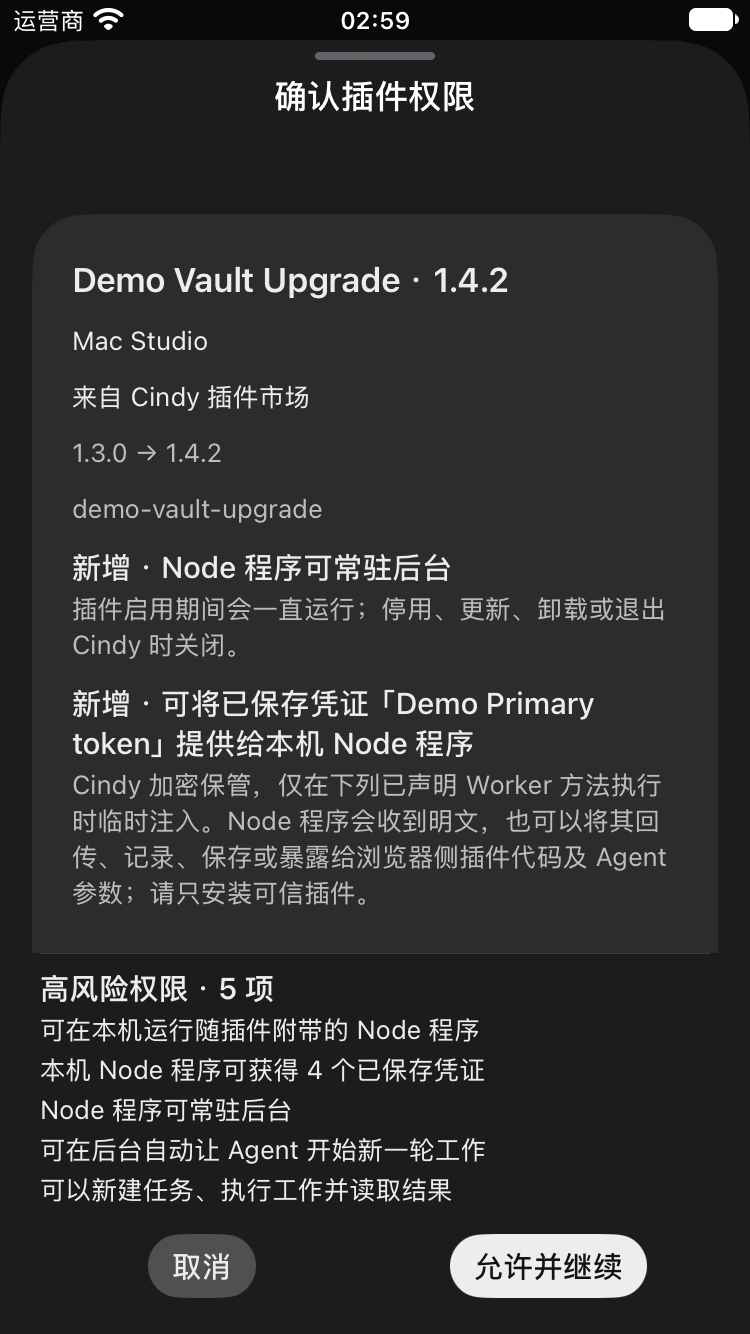 运营商
02:59
确认插件权限
Demo Vault Upgrade · 1.4.2
Mac Studio
来自 Cindy 插件市场
1.3.0 → 1.4.2
demo-vault-upgrade
新增 · Node 程序可常驻后台
插件启用期间会一直运行；停用、更新、卸载或退出
Cindy 时关闭。
新增 · 可将已保存凭证「Demo Primary
token」提供给本机 Node 程序
Cindy 加密保管，仅在下列已声明 Worker 方法执行
时临时注入。Node 程序会收到明文，也可以将其回
传、记录、保存或暴露给浏览器侧插件代码及 Agent
参数；请只安装可信插件。
高风险权限 · 5 项
可在本机运行随插件附带的 Node 程序
本机 Node 程序可获得 4 个已保存凭证
Node 程序可常驻后台
可在后台自动让 Agent 开始新一轮工作
可以新建任务、执行工作并读取结果
取消
允许并继续